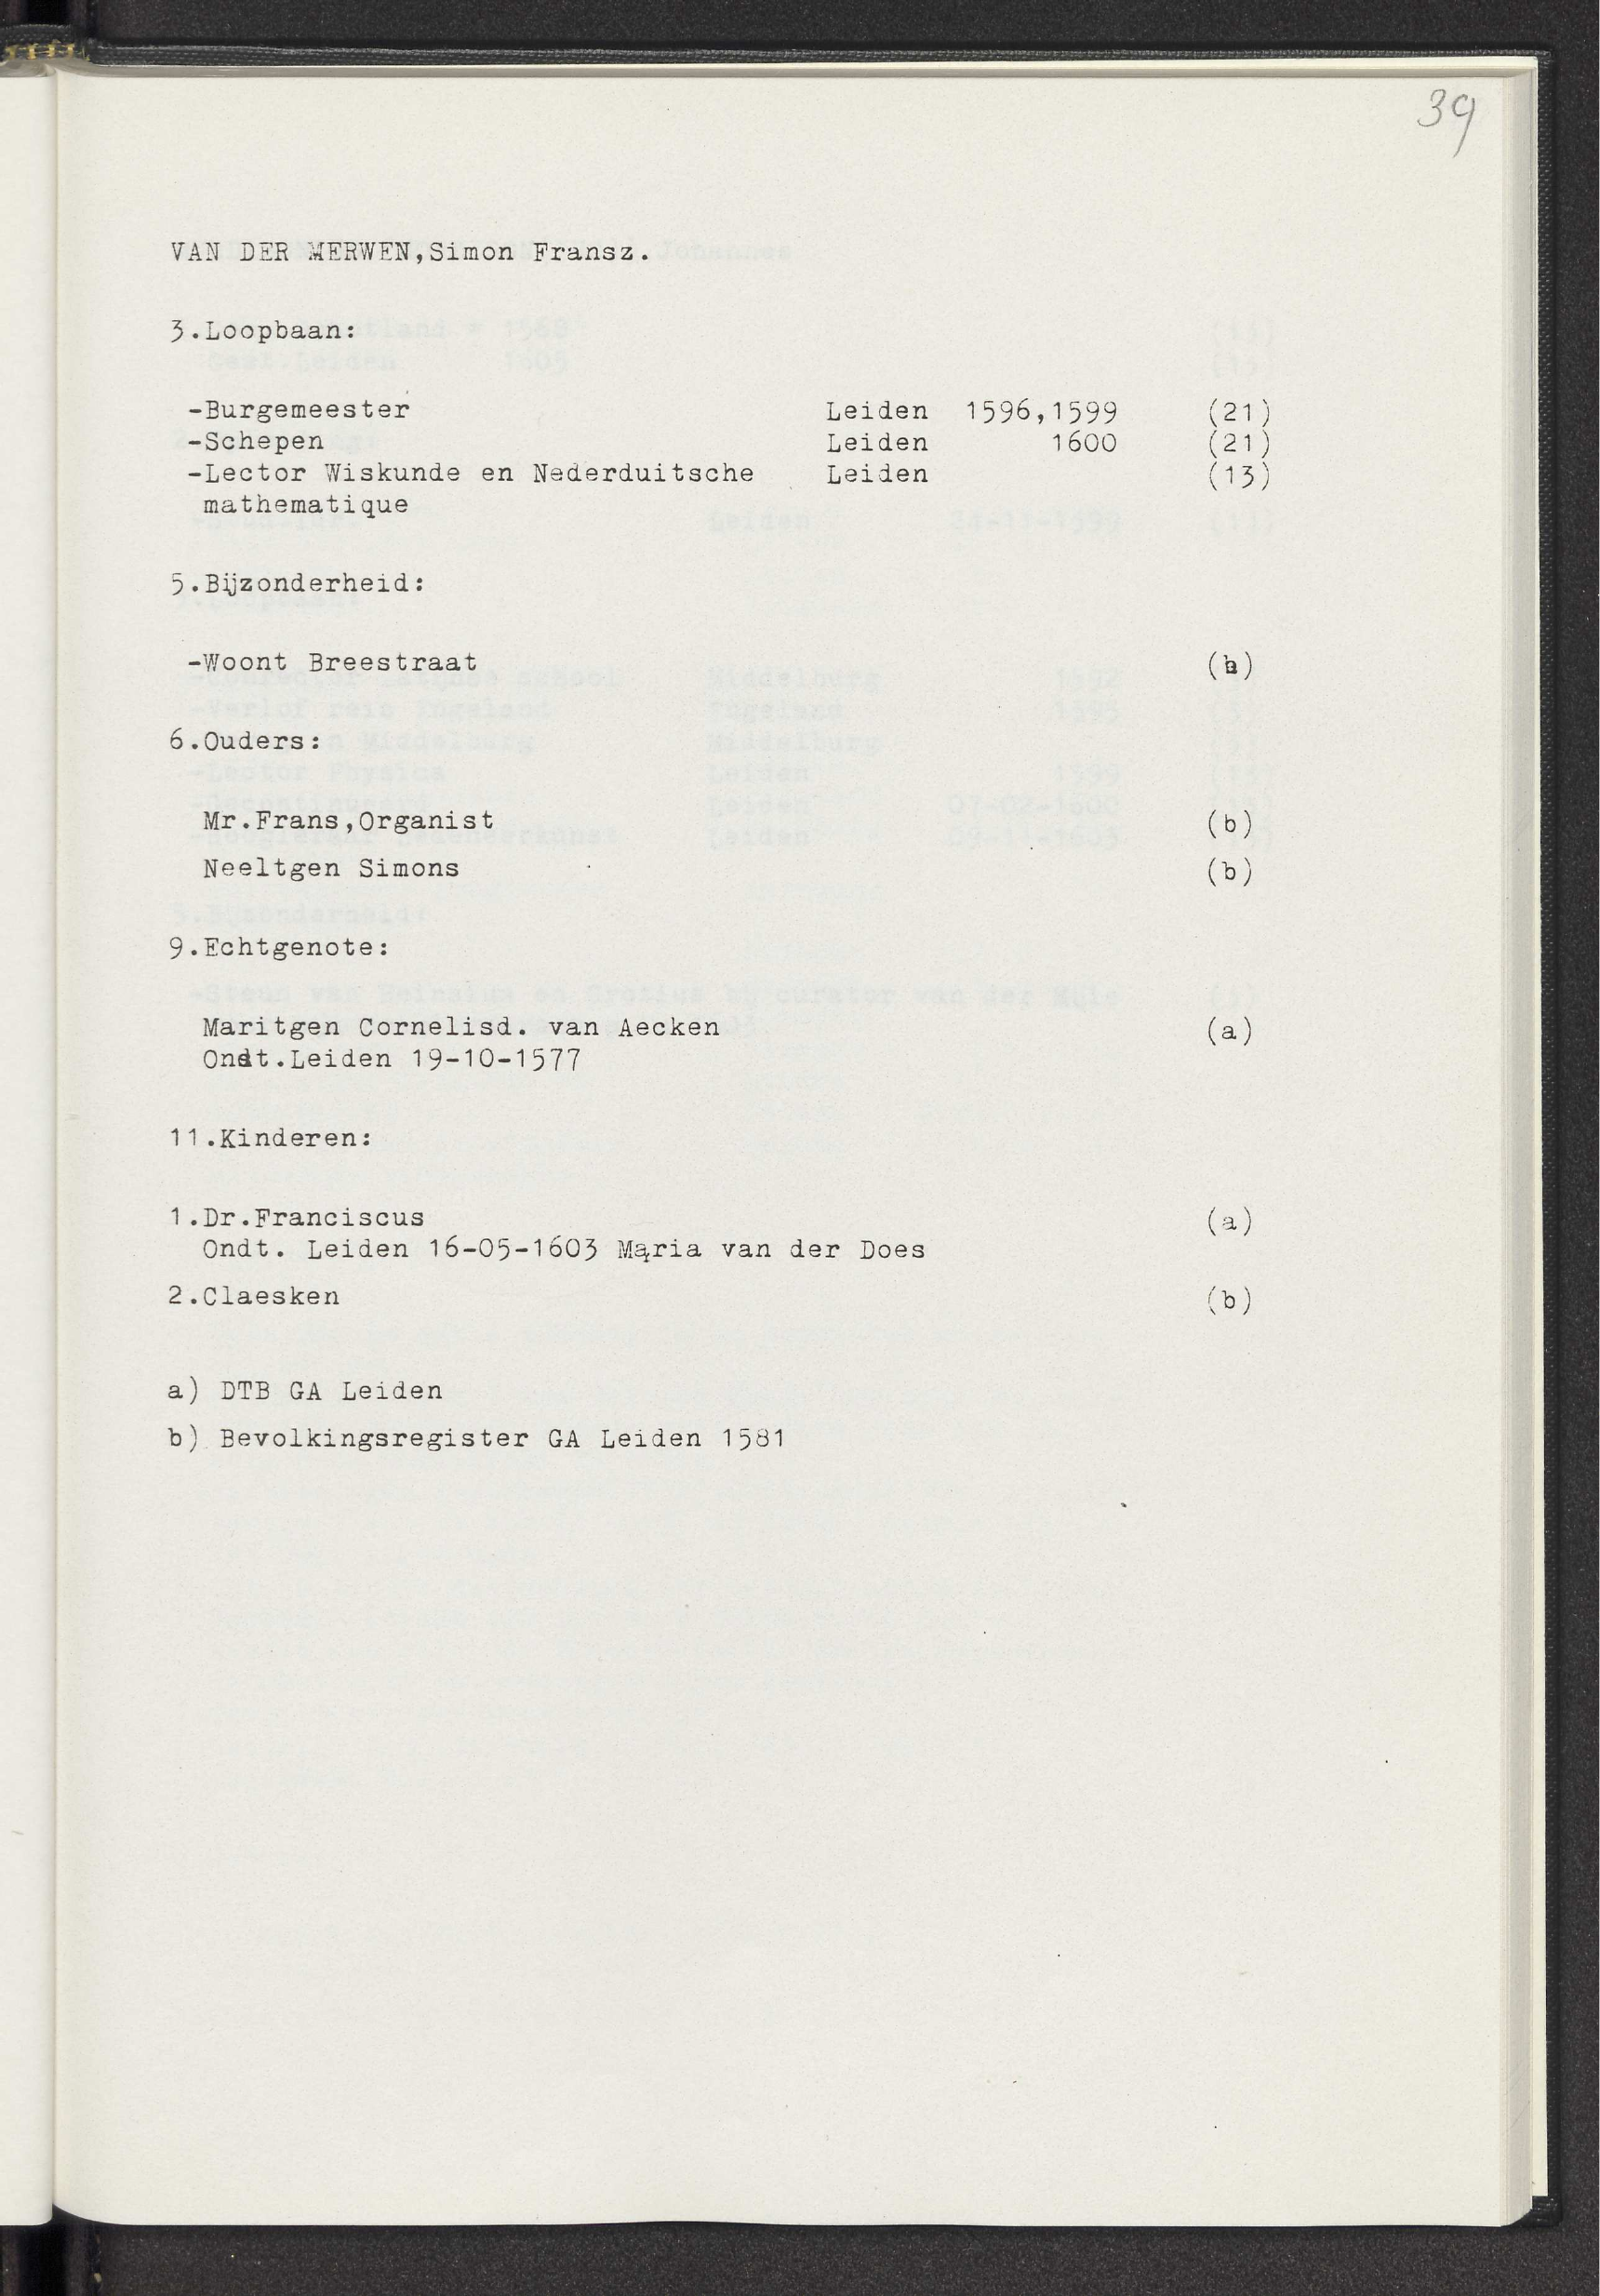 39
VAN DER MERWEN,Simon Fransz.
3.Loopbaan:
-Burgemeester Leiden 1596,1599 (21)
-Schepen Leiden 1600 (21)
-Lector Wiskunde en Nederduitsche Leiden (13)
mathematique
5.Bijzonderheid:
-Woont Breestraat (b)
6.Ouders:
Mr.Frans,Organist (b)
Neeltgen Simons (b)
9.Echtgenote:
Maritgen Cornelisd. van Aecken (a)
Ondt.Leiden 19-10-1577
11.Kinderen:
1.Dr.Franciscus (a)
Ondt. Leiden 16-05-1603 Maria van der Does
2.Claesken (b)
a) DTB GA Leiden
b) Bevolkingsregister GA Leiden 1581